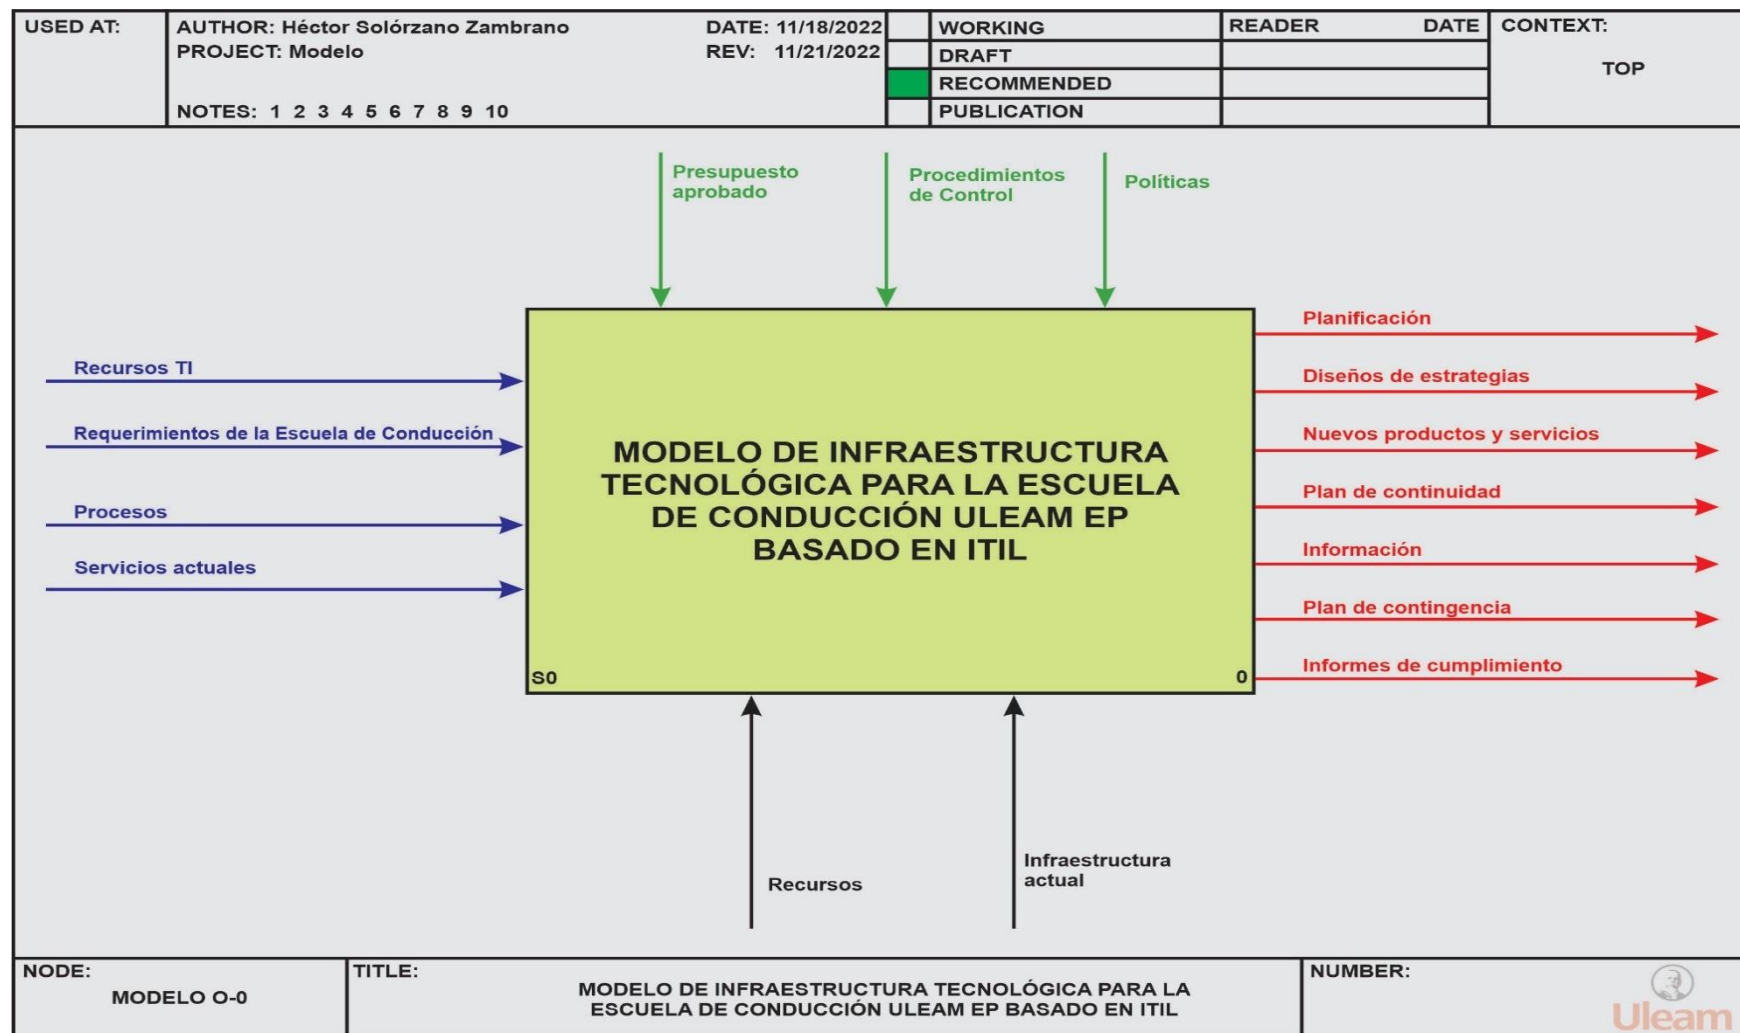 USED AT:
AUTHOR: Héctor Solórzano Zambrano
DATE: 11/18/2022
PROJECT: Modelo
REV: 11/21/2022
NOTES: 1 2 3 4 5 6 7 8 9 10
WORKING
DRAFT
RECOMMENDED
PUBLICATION
READER
DATE
CONTEXT:
TOP
Presupuesto
aprobado
Procedimientos
de Control
Políticas
Recursos TI
Requerimientos de la Escuela de Conducción
Procesos
Servicios actuales
MODELO DE INFRAESTRUCTURA
TECNOLÓGICA PARA LA ESCUELA
DE CONDUCCIÓN ULEAM EP
BASADO EN ITIL
S0
0
Planificación
Diseños de estrategias
Nuevos productos y servicios
Plan de continuidad
Información
Plan de contingencia
Informes de cumplimiento
Recursos
Infraestructura
actual
NODE:
MODELO O-0
TITLE:
MODELO DE INFRAESTRUCTURA TECNOLÓGICA PARA LA
ESCUELA DE CONDUCCIÓN ULEAM EP BASADO EN ITIL
NUMBER:
Uleam